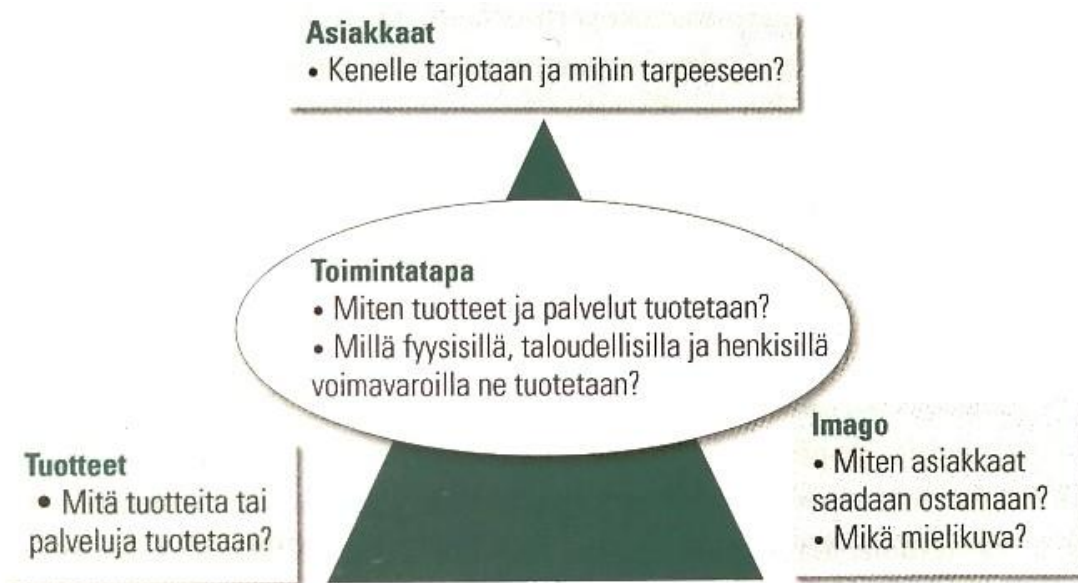 Asiakkaat
• Kenelle tarjotaan ja mihin tarpeeseen?
Toimintatapa
• Miten tuotteet ja palvelut tuotetaan?
• Millä fyysisillä, taloudellisilla ja henkisillä
voimavaroilla ne tuotetaan?
Tuotteet
• Mitä tuotteita tai
palveluja tuotetaan?
Imago
• Miten asiakkaat
saadaan ostamaan?
• Mikä mielikuva?